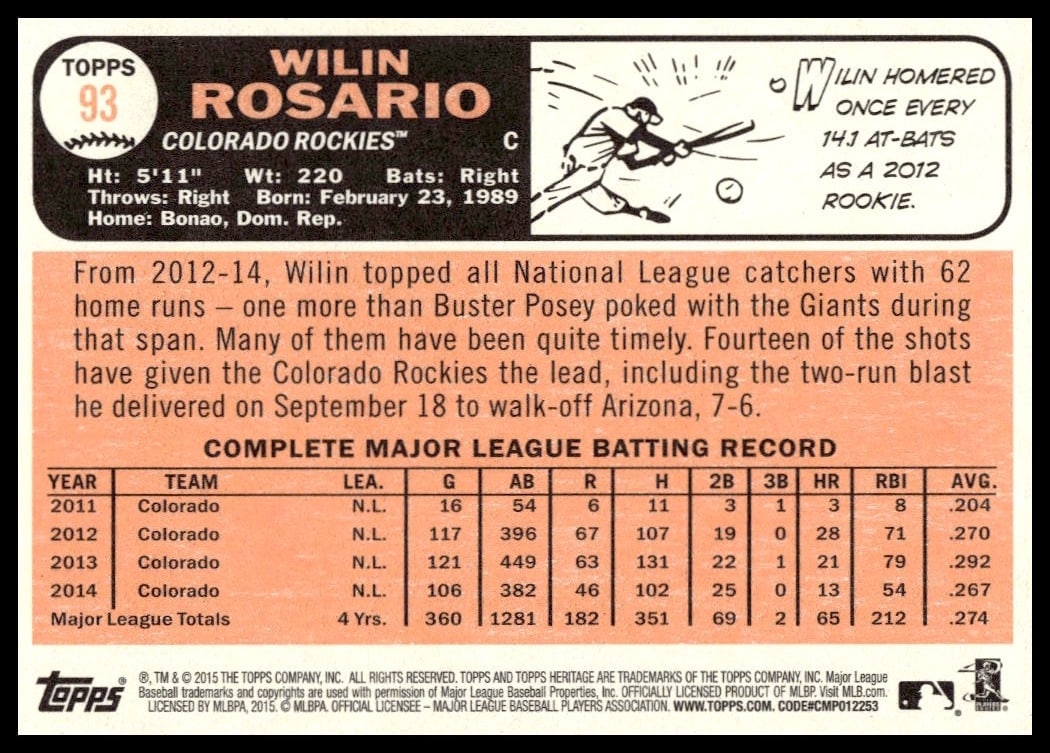 TOPPS
93
WILIN
ROSARIO
COLORADO ROCKIES™ C
Ht: 5'11" Wt: 220 Bats: Right
Throws: Right Born: February 23, 1989
Home: Bonao, Dom. Rep.
WILIN HOMERED
ONCE EVERY
14.1 AT-BATS
AS A 2012
ROOKIE.
From 2012-14, Wilin topped all National League catchers with 62
home runs – one more than Buster Posey poked with the Giants during
that span. Many of them have been quite timely. Fourteen of the shots
have given the Colorado Rockies the lead, including the two-run blast
he delivered on September 18 to walk-off Arizona, 7-6.
COMPLETE MAJOR LEAGUE BATTING RECORD
YEAR TEAM LEA. G AB R H 2B 3B HR RBI AVG.
2011 Colorado N.L. 16 54 6 11 3 1 3 8 .204
2012 Colorado N.L. 117 396 67 107 19 0 28 71 .270
2013 Colorado N.L. 121 449 63 131 22 1 21 79 .292
2014 Colorado N.L. 106 382 46 102 25 0 13 54 .267
Major League Totals 4 Yrs. 360 1281 182 351 69 2 65 212 .274
topps®
®, TM & © 2015 THE TOPPS COMPANY, INC. ALL RIGHTS RESERVED. TOPPS AND TOPPS HERITAGE ARE TRADEMARKS OF THE TOPPS COMPANY, INC. Major League
Baseball trademarks and copyrights are used with permission of Major League Baseball Properties, Inc. OFFICIALLY LICENSED PRODUCT OF MLBP. Visit MLB.com.
LICENSED BY MLBPA, 2015. © MLBPA. OFFICIAL LICENSEE – MAJOR LEAGUE BASEBALL PLAYERS ASSOCIATION. WWW.TOPPS.COM. CODE#CMP012253